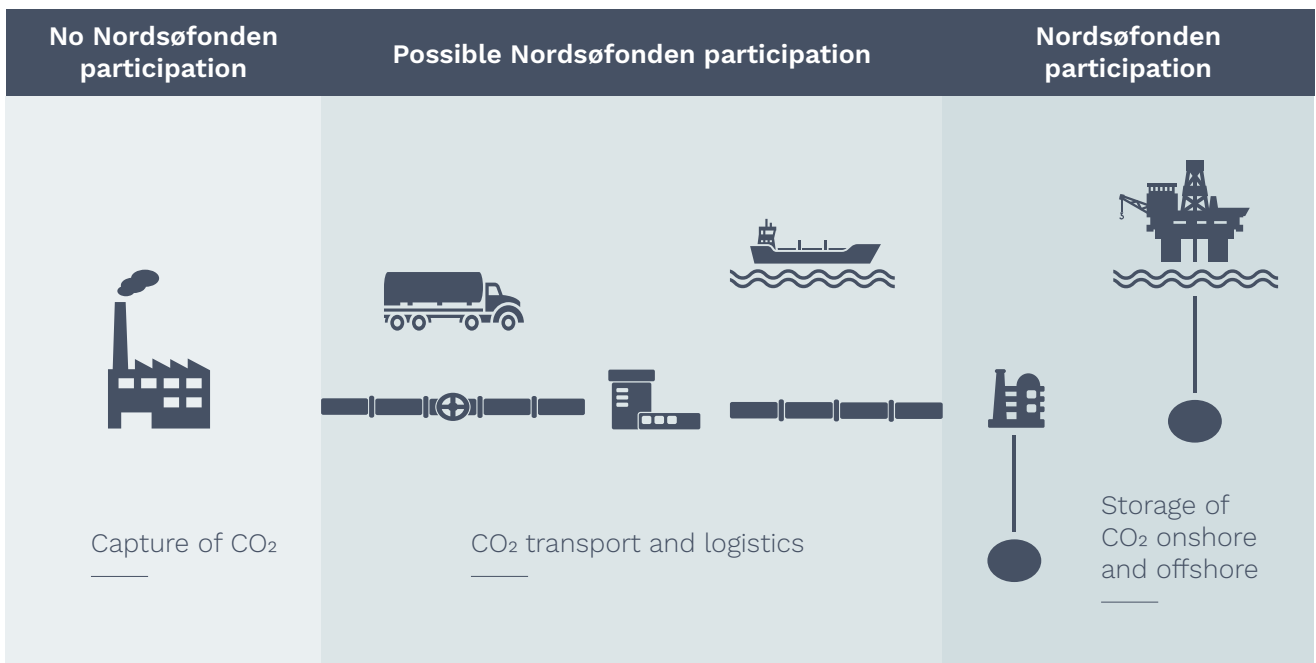 No Nordsøfonden
participation
Possible Nordsøfonden participation
Nordsøfonden
participation
Capture of CO₂
CO₂ transport and logistics
Storage of
CO₂ onshore
and offshore